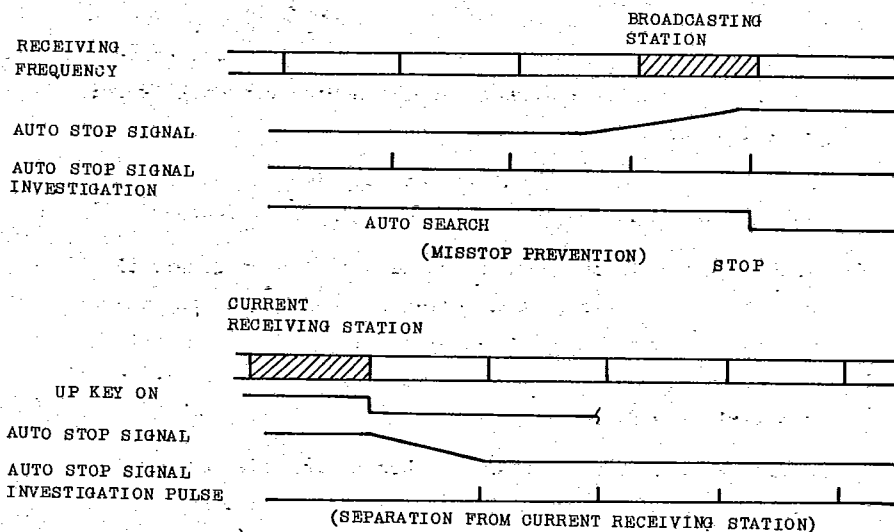 BROADCASTING
STATION
RECEIVING
FREQUENCY
AUTO STOP SIGNAL
AUTO STOP SIGNAL
INVESTIGATION
AUTO SEARCH
(MISSTOP PREVENTION)
STOP
CURRENT
RECEIVING STATION
UP KEY ON
AUTO STOP SIGNAL
AUTO STOP SIGNAL
INVESTIGATION PULSE
(SEPARATION FROM CURRENT RECEIVING STATION)